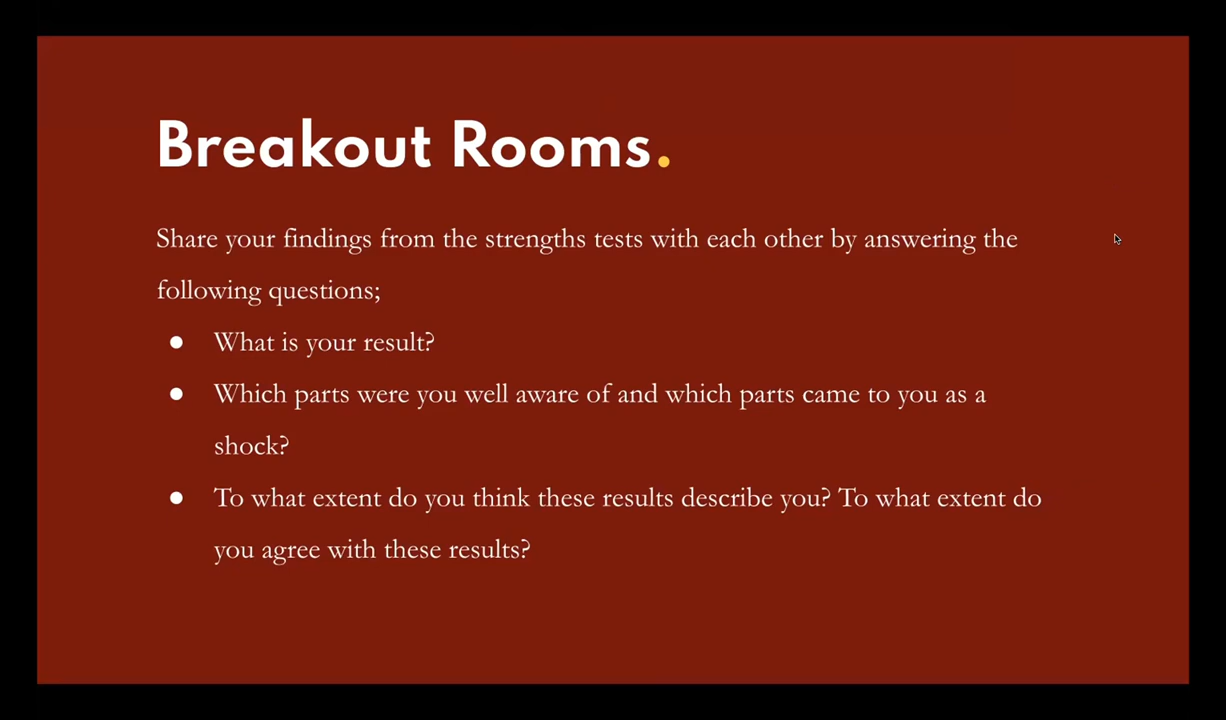 Breakout Rooms.
Share your findings from the strengths tests with each other by answering the
following questions;
● What is your result?
● Which parts were you well aware of and which parts came to you as a
shock?
● To what extent do you think these results describe you? To what extent do
you agree with these results?